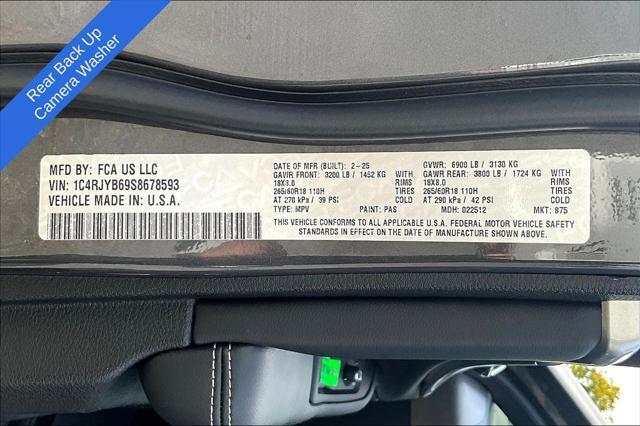 Rear Back Up
Camera Washer
MFD BY: FCA US LLC
VIN: 1C4RJYB69S8678593
VEHICLE MADE IN: U.S.A.
DATE OF MFR (BUILT): 2-25
GAWR FRONT: 3200 LB / 1452 KG
18X8.0 RIMS
265/60R18 110H TIRES
AT 270 kPa / 39 PSI COLD
TYPE: MPV PAINT: PAS
GVWR: 6900 LB / 3130 KG
GAWR REAR: 3800 LB / 1724 KG
18X8.0 RIMS
265/60R18 110H TIRES
AT 290 kPa / 42 PSI COLD
MDH: 022512 MKT: 875
THIS VEHICLE CONFORMS TO ALL APPLICABLE U.S.A. FEDERAL MOTOR VEHICLE SAFETY
STANDARDS IN EFFECT ON THE DATE OF MANUFACTURE SHOWN ABOVE.